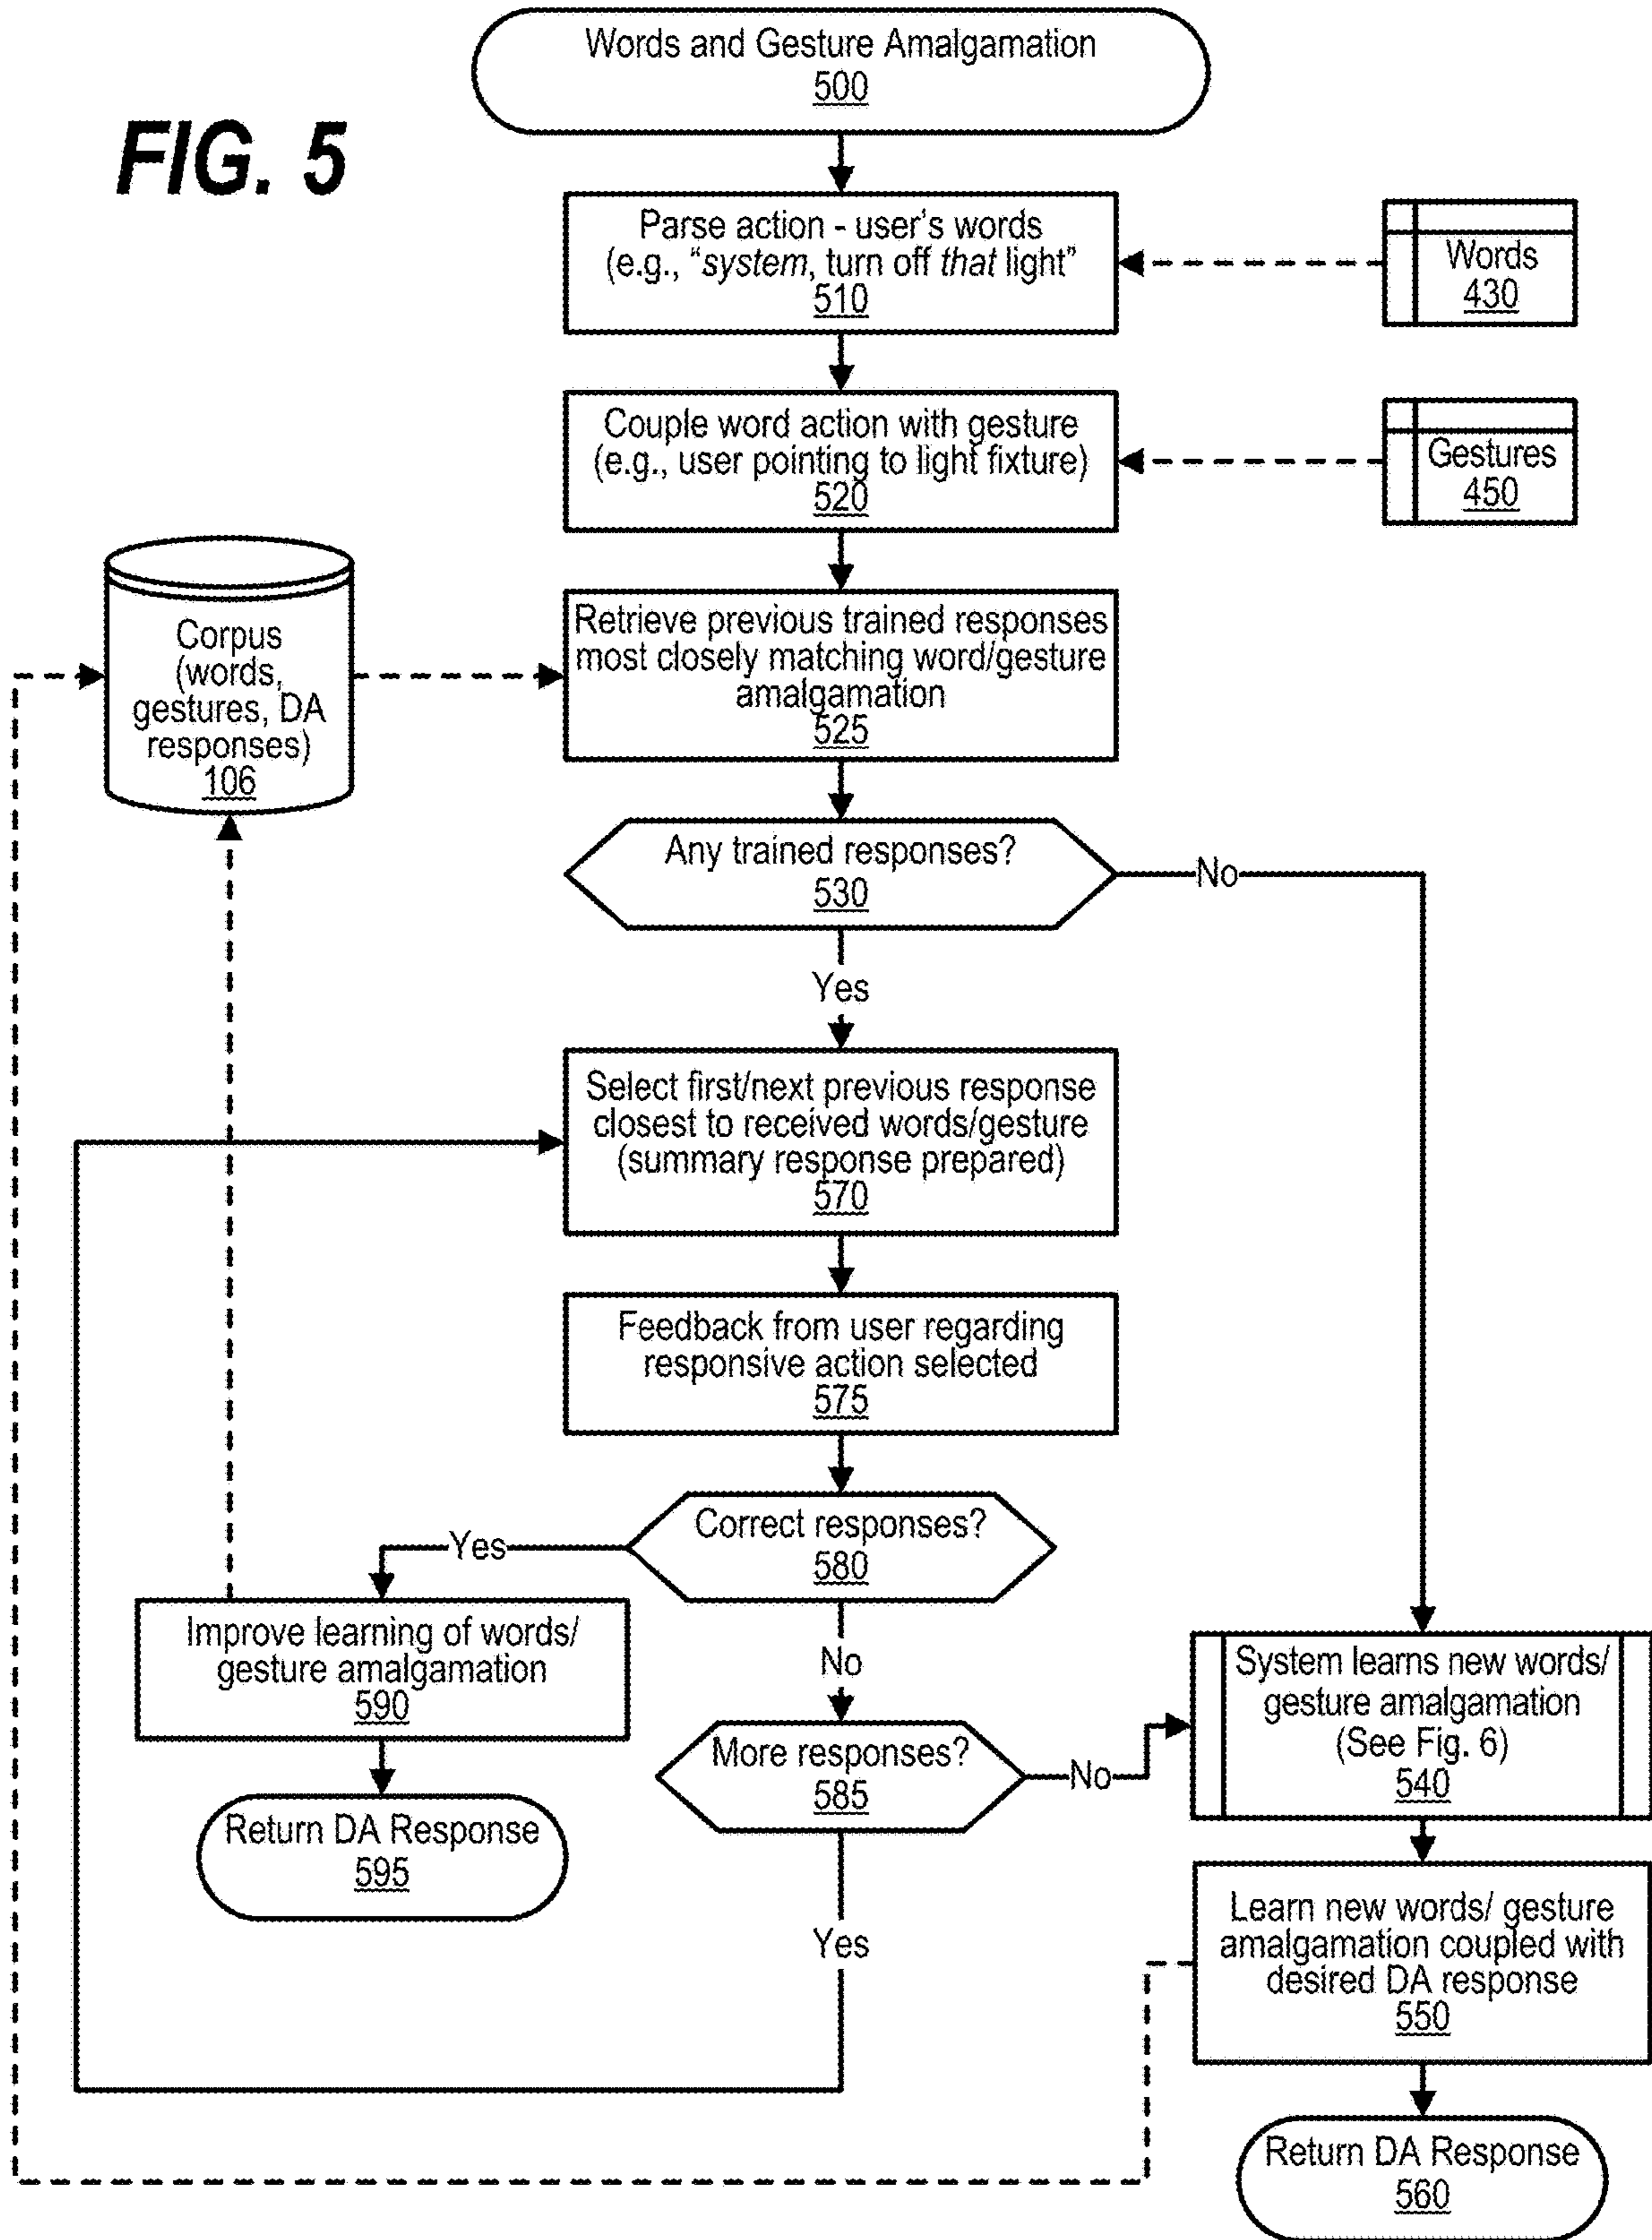 Words and Gesture Amalgamation
500
FIG. 5
Parse action - user's words
(e.g., “system, turn off that light”
510
Words
430
Couple word action with gesture
(e.g., user pointing to light fixture)
520
Gestures
450
Corpus
(words,
gestures, DA
responses)
106
Retrieve previous trained responses
most closely matching word/gesture
amalgamation
525
Any trained responses?
530
No
Yes
Select first/next previous response
closest to received words/gesture
(summary response prepared)
570
Feedback from user regarding
responsive action selected
575
Correct responses?
580
Yes
No
Improve learning of words/
gesture amalgamation
590
System learns new words/
gesture amalgamation
(See Fig. 6)
540
More responses?
585
No
Return DA Response
595
Yes
Learn new words/ gesture
amalgamation coupled with
desired DA response
550
Return DA Response
560